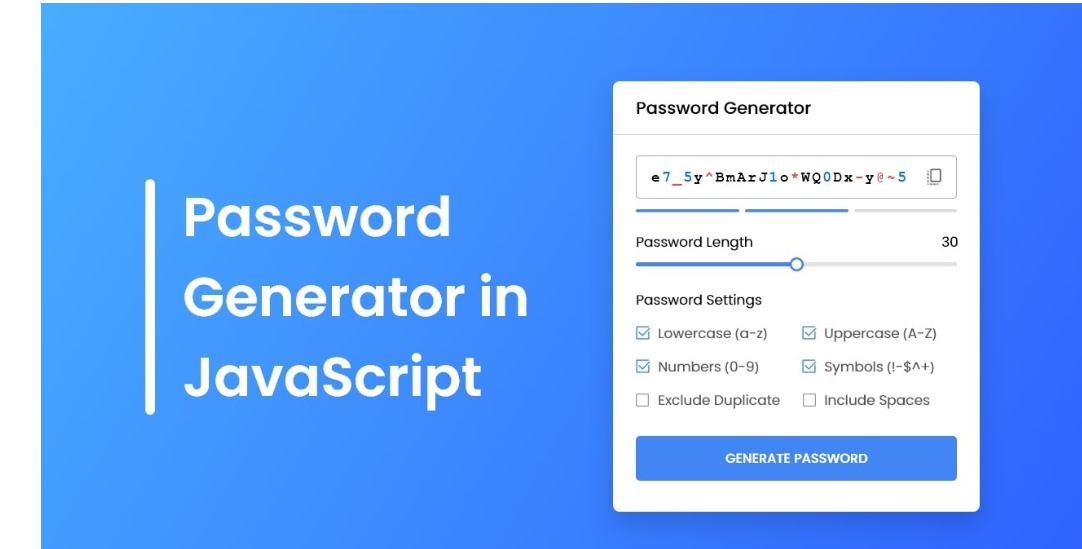 Password
Generator in
JavaScript
Password Generator
e7_5y^BmArJ1o*WQ0Dx-y@~5
Password Length 30
Password Settings
Lowercase (a-z) Uppercase (A-Z)
Numbers (0-9) Symbols (!-$^+)
Exclude Duplicate Include Spaces
GENERATE PASSWORD